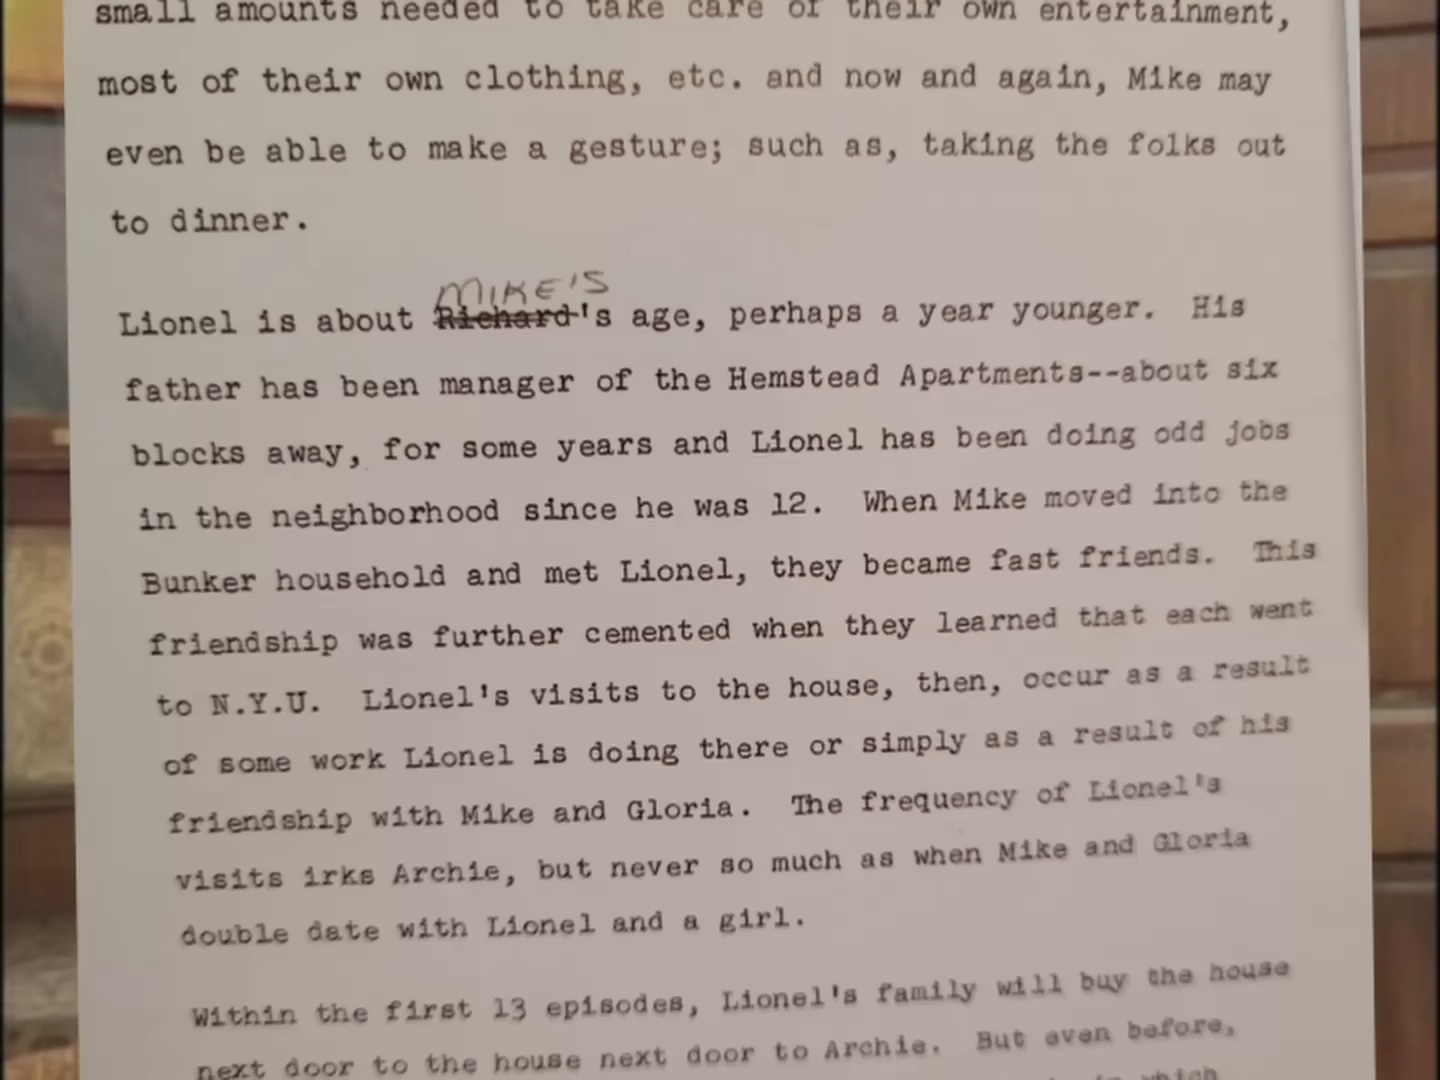 small amounts needed to take care of their own entertainment,
most of their own clothing, etc. and now and again, Mike may
even be able to make a gesture; such as, taking the folks out
to dinner.
MIKE'S
Lionel is about Richard's age, perhaps a year younger. His
father has been manager of the Hemstead Apartments--about six
blocks away, for some years and Lionel has been doing odd jobs
in the neighborhood since he was 12. When Mike moved into the
Bunker household and met Lionel, they became fast friends. This
friendship was further cemented when they learned that each went
to N.Y.U. Lionel's visits to the house, then, occur as a result
of some work Lionel is doing there or simply as a result of his
friendship with Mike and Gloria. The frequency of Lionel's
visits irks Archie, but never so much as when Mike and Gloria
double date with Lionel and a girl.
Within the first 13 episodes, Lionel's family will buy the house
next door to the house next door to Archie. But even before,
in which